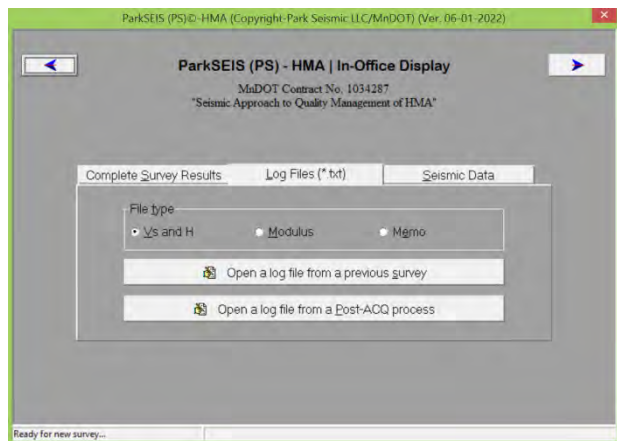 ParkSEIS (PS)©-HMA (Copyright-Park Seismic LLC/MnDOT) (Ver. 06-01-2022)
ParkSEIS (PS) - HMA | In-Office Display
MnDOT Contract No. 1034287
"Seismic Approach to Quality Management of HMA"
Complete Survey Results Log Files (*.txt) Seismic Data
File type
Vs and H Modulus Memo
Open a log file from a previous survey
Open a log file from a Post-ACQ process
Ready for new survey...